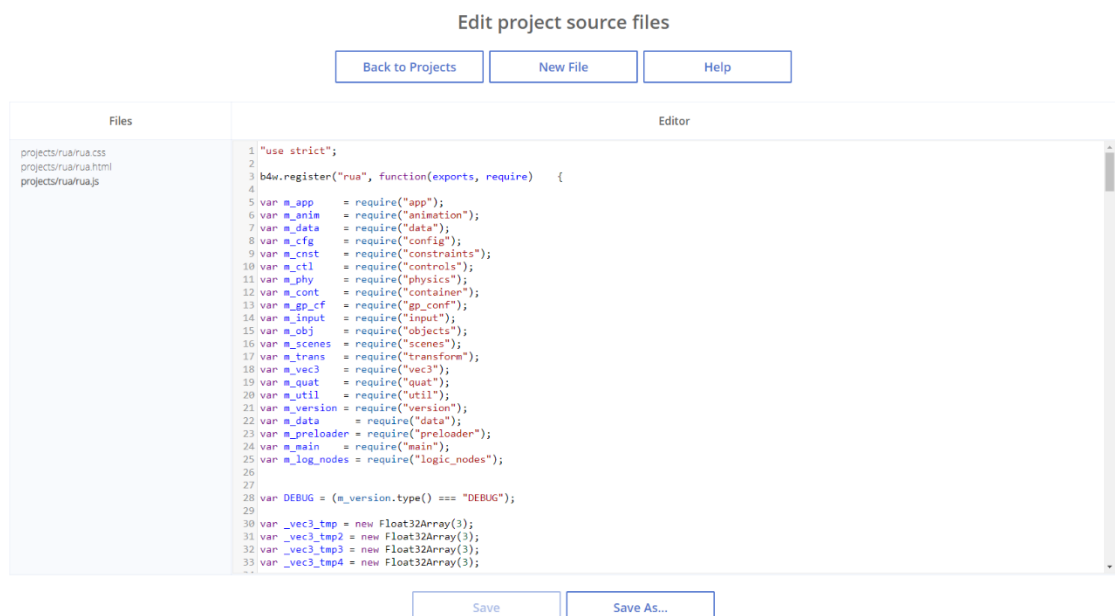 Edit project source files
Back to Projects New File Help
Files Editor
projects/rua/rua.css
projects/rua/rua.html
projects/rua/rua.js
1 "use strict";
2
3 b4w.register("rua", function(exports, require)    {
4
5 var m_app     = require("app");
6 var m_anim    = require("animation");
7 var m_data    = require("data");
8 var m_cfg     = require("config");
9 var m_cnst    = require("constraints");
10 var m_ctl     = require("controls");
11 var m_phy     = require("physics");
12 var m_cont    = require("container");
13 var m_gp_cf   = require("gp_conf");
14 var m_input   = require("input");
15 var m_obj     = require("objects");
16 var m_scenes  = require("scenes");
17 var m_trans   = require("transform");
18 var m_vec3    = require("vec3");
19 var m_quat    = require("quat");
20 var m_util    = require("util");
21 var m_version = require("version");
22 var m_data      = require("data");
23 var m_preloader = require("preloader");
24 var m_main    = require("main");
25 var m_log_nodes = require("logic_nodes");
26
27
28 var DEBUG = (m_version.type() === "DEBUG");
29
30 var _vec3_tmp = new Float32Array(3);
31 var _vec3_tmp2 = new Float32Array(3);
32 var _vec3_tmp3 = new Float32Array(3);
33 var _vec3_tmp4 = new Float32Array(3);
Save Save As...